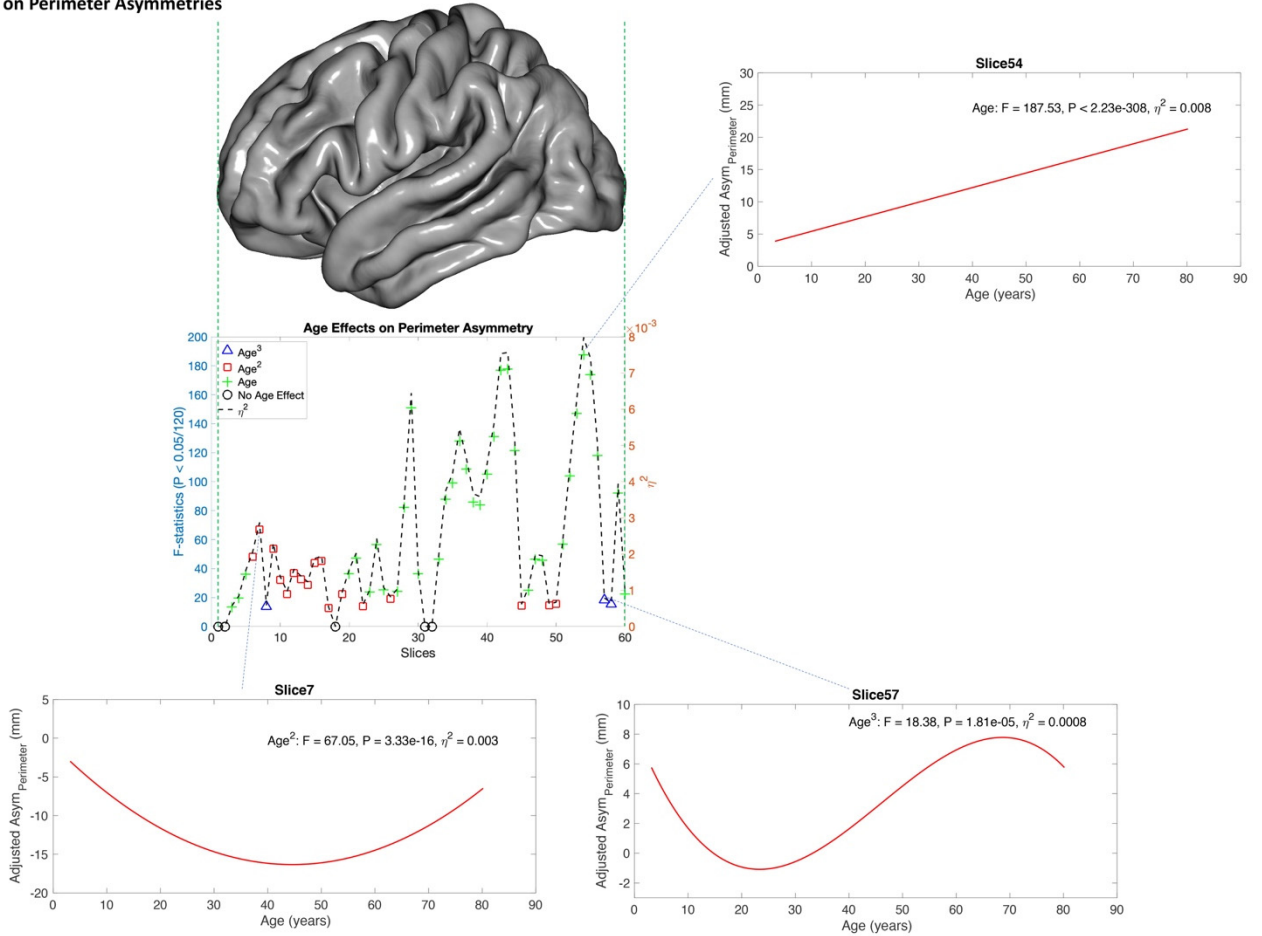 on Perimeter Asymmetries
Slice54
Age: F = 187.53, P < 2.23e-308, η² = 0.008
Adjusted Asym_Perimeter (mm)
30
25
20
15
10
5
0
0 10 20 30 40 50 60 70 80 90
Age (years)
Age Effects on Perimeter Asymmetry
×10⁻³
F-statistics (P < 0.05/120)
200
180
160
140
120
100
80
60
40
20
0
Age³
Age²
Age
No Age Effect
η²
8
7
6
5
4
3
2
1
0
η²
0 10 20 30 40 50 60
Slices
Slice7
Age²: F = 67.05, P = 3.33e-16, η² = 0.003
Adjusted Asym_Perimeter (mm)
5
0
-5
-10
-15
-20
0 10 20 30 40 50 60 70 80 90
Age (years)
Slice57
Age³: F = 18.38, P = 1.81e-05, η² = 0.0008
Adjusted Asym_Perimeter (mm)
10
8
6
4
2
0
-2
0 10 20 30 40 50 60 70 80 90
Age (years)